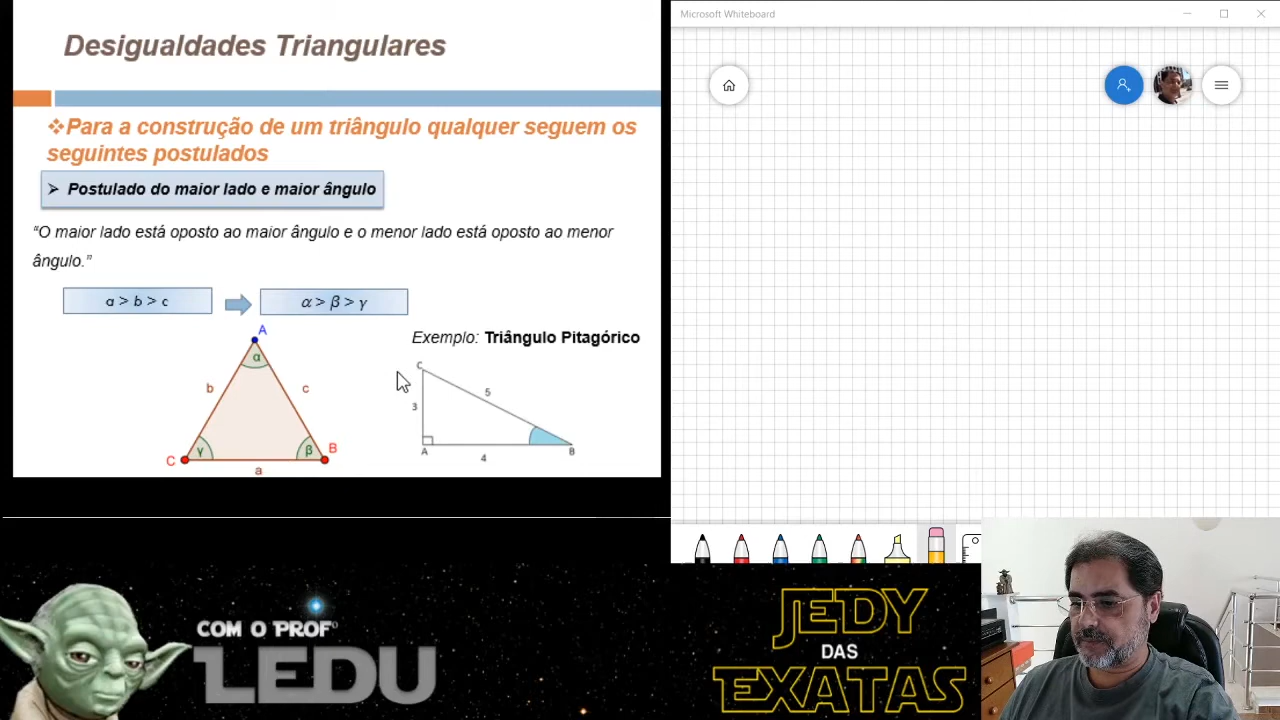 Desigualdades Triangulares
❖Para a construção de um triângulo qualquer seguem os
seguintes postulados
➢ Postulado do maior lado e maior ângulo
“O maior lado está oposto ao maior ângulo e o menor lado está oposto ao menor
ângulo.”
a > b > c
α > β > γ
A
α
b
c
γ
β
C
B
a
Exemplo: Triângulo Pitagórico
C
5
3
A
B
4
Microsoft Whiteboard
COM O PROFº
LEDU
JEDY
DAS
EXATAS